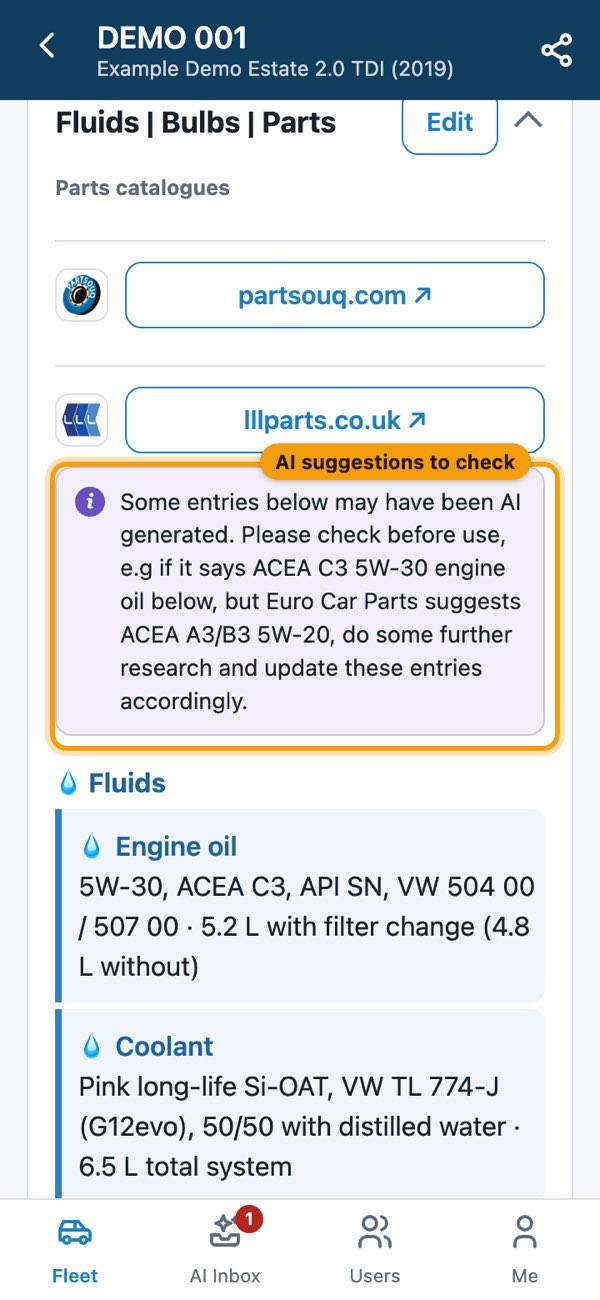 DEMO 001
Example Demo Estate 2.0 TDI (2019)
Fluids | Bulbs | Parts
Edit
Parts catalogues
PARTSOUQ
partsouq.com ↗
LLL
lllparts.co.uk ↗
AI suggestions to check
Some entries below may have been AI
generated. Please check before use,
e.g if it says ACEA C3 5W-30 engine
oil below, but Euro Car Parts suggests
ACEA A3/B3 5W-20, do some further
research and update these entries
accordingly.
Fluids
Engine oil
5W-30, ACEA C3, API SN, VW 504 00
/ 507 00 · 5.2 L with filter change (4.8
L without)
Coolant
Pink long-life Si-OAT, VW TL 774-J
(G12evo), 50/50 with distilled water ·
6.5 L total system
1
Fleet
AI Inbox
Users
Me